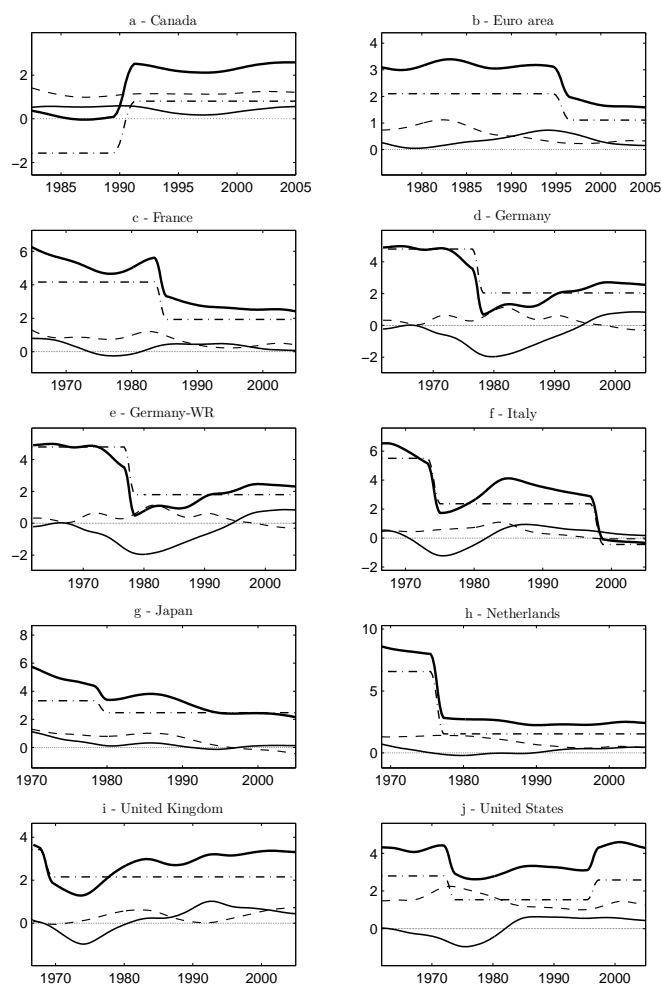 a - Canada
2
0
−2
1985 1990 1995 2000 2005
b - Euro area
4
3
2
1
0
1980 1985 1990 1995 2000 2005
c - France
6
4
2
0
1970 1980 1990 2000
d - Germany
4
2
0
−2
1970 1980 1990 2000
e - Germany-WR
4
2
0
−2
1970 1980 1990 2000
f - Italy
6
4
2
0
−2
1970 1980 1990 2000
g - Japan
8
6
4
2
0
1970 1980 1990 2000
h - Netherlands
10
5
0
1970 1980 1990 2000
i - United Kingdom
4
2
0
1970 1980 1990 2000
j - United States
4
2
0
1970 1980 1990 2000